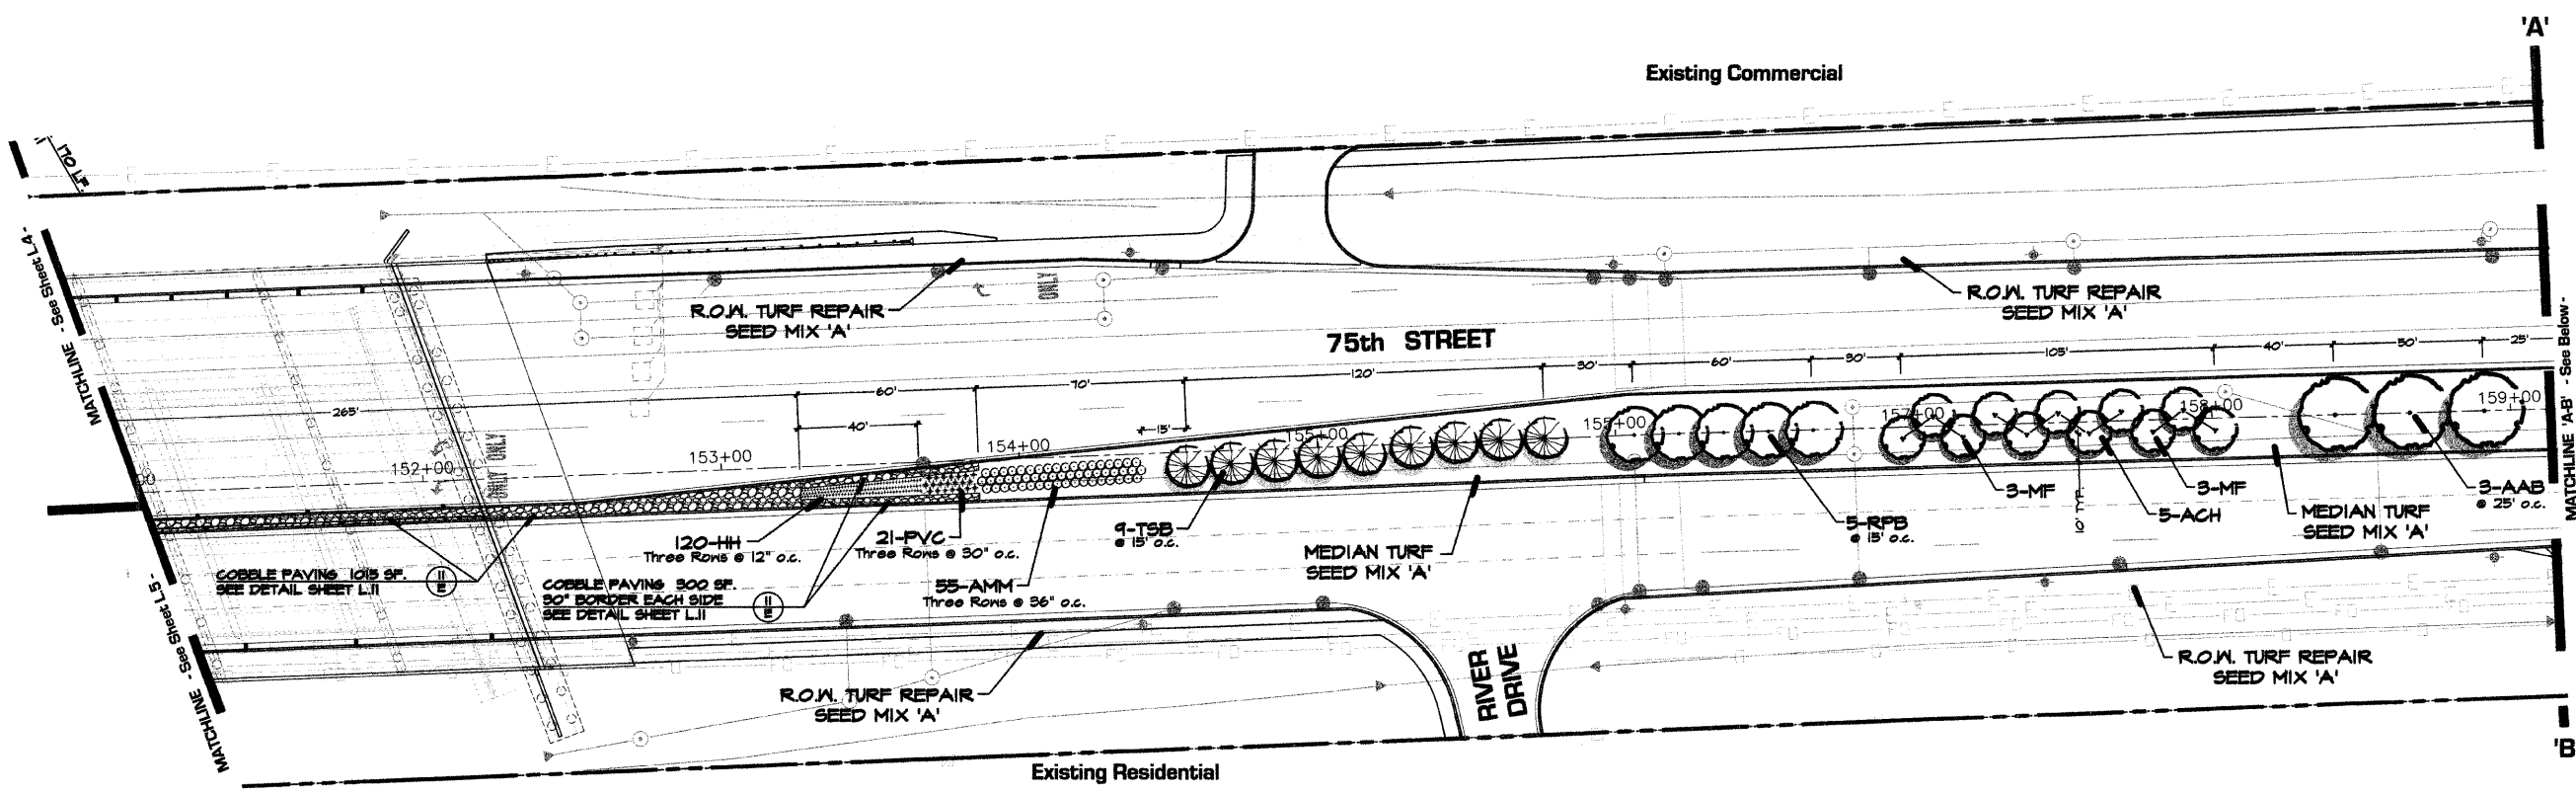 'A'
Existing Commercial
MATCHLINE - See Sheet L.4 -
R.O.W. TURF REPAIR
SEED MIX 'A'
ONLY
R.O.W. TURF REPAIR
SEED MIX 'A'
75th STREET
265'
60'
40'
70'
15'
120'
30'
60'
30'
105'
40'
50'
25'
152+00
153+00
154+00
155+00
157+00
158+00
159+00
ONLY ONLY
120-HH
Three Rows @ 12" o.c.
21-PVC
Three Rows @ 30" o.c.
55-AMM
Three Rows @ 36" o.c.
9-TSB
@ 15' o.c.
MEDIAN TURF
SEED MIX 'A'
5-RPB
@ 15' o.c.
3-MF
10' TYP.
5-ACH
3-MF
MEDIAN TURF
SEED MIX 'A'
3-AAB
@ 25' o.c.
COBBLE PAVING 1015 SF.
SEE DETAIL SHEET L.11
11
E
COBBLE PAVING 300 SF.
30" BORDER EACH SIDE
SEE DETAIL SHEET L.11
11
E
MATCHLINE - See Sheet L.5 -
MATCHLINE 'A-B' - See Below -
R.O.W. TURF REPAIR
SEED MIX 'A'
RIVER
DRIVE
R.O.W. TURF REPAIR
SEED MIX 'A'
Existing Residential
'B